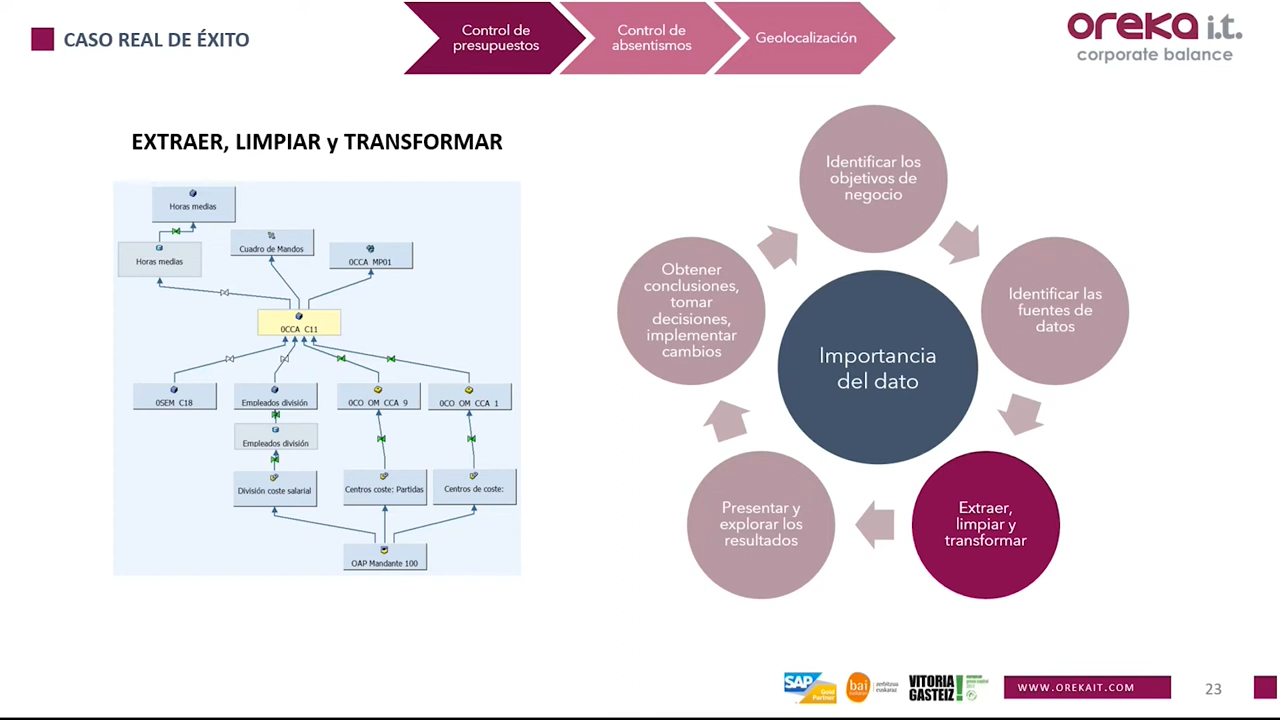 CASO REAL DE ÉXITO
Control de
presupuestos
Control de
absentismos
Geolocalización
oreka i.t.
corporate balance
EXTRAER, LIMPIAR y TRANSFORMAR
Horas medias
Horas medias
Cuadro de Mandos
0CCA_MP01
0CCA_C11
0SEM_C18
Empleados división
0CO_OM_CCA_9
0CO_OM_CCA_1
Empleados división
División coste salarial
Centros coste: Partidas
Centros de coste:
OAP Mandante 100
Identificar los
objetivos de
negocio
Identificar las
fuentes de
datos
Extraer,
limpiar y
transformar
Presentar y
explorar los
resultados
Obtener
conclusiones,
tomar
decisiones,
implementar
cambios
Importancia
del dato
SAP
Gold
Partner
bai
euskaraz
VITORIA
GASTEIZ
WWW.OREKAIT.COM
23